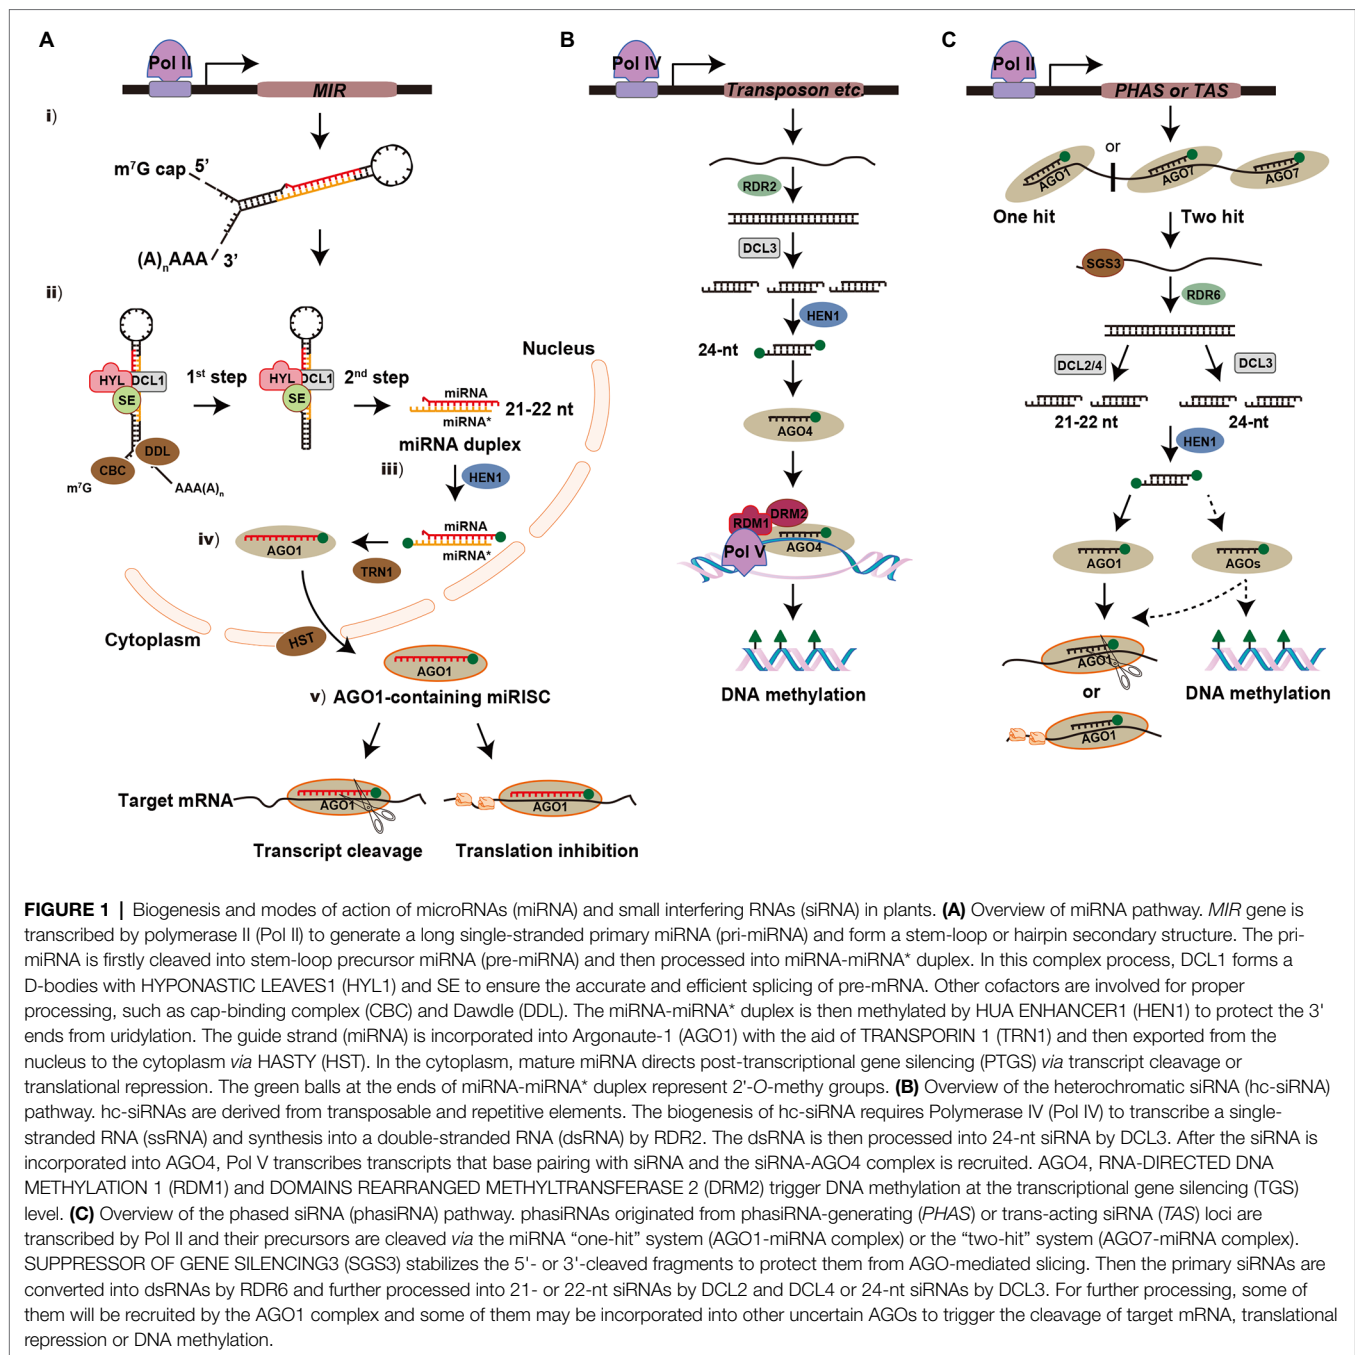 A
Pol II
MIR
i)
m⁷G cap 5’
(A)ₙAAA 3’
ii)
HYL DCL1
SE
CBC
DDL
m⁷G
AAA(A)ₙ
1st step
HYL DCL1
SE
2nd step
miRNA
miRNA*
21-22 nt
miRNA duplex
Nucleus
iii)
HEN1
miRNA
miRNA*
iv)
AGO1
TRN1
Cytoplasm
HST
AGO1
v) AGO1-containing miRISC
Target mRNA
AGO1
AGO1
Transcript cleavage
Translation inhibition
B
Pol IV
Transposon etc.
RDR2
DCL3
HEN1
24-nt
AGO4
RDM1
DRM2
Pol V
AGO4
DNA methylation
C
Pol II
PHAS or TAS
AGO1
or
AGO7
AGO7
One hit
Two hit
SGS3
RDR6
DCL2/4
DCL3
21-22 nt
24-nt
HEN1
AGO1
AGOs
AGO1
or
AGO1
DNA methylation
FIGURE 1 | Biogenesis and modes of action of microRNAs (miRNA) and small interfering RNAs (siRNA) in plants. (A) Overview of miRNA pathway. MIR gene is
transcribed by polymerase II (Pol II) to generate a long single-stranded primary miRNA (pri-miRNA) and form a stem-loop or hairpin secondary structure. The pri-
miRNA is firstly cleaved into stem-loop precursor miRNA (pre-miRNA) and then processed into miRNA-miRNA* duplex. In this complex process, DCL1 forms a
D-bodies with HYPONASTIC LEAVES1 (HYL1) and SE to ensure the accurate and efficient splicing of pre-mRNA. Other cofactors are involved for proper
processing, such as cap-binding complex (CBC) and Dawdle (DDL). The miRNA-miRNA* duplex is then methylated by HUA ENHANCER1 (HEN1) to protect the 3'
ends from uridylation. The guide strand (miRNA) is incorporated into Argonaute-1 (AGO1) with the aid of TRANSPORIN 1 (TRN1) and then exported from the
nucleus to the cytoplasm via HASTY (HST). In the cytoplasm, mature miRNA directs post-transcriptional gene silencing (PTGS) via transcript cleavage or
translational repression. The green balls at the ends of miRNA-miRNA* duplex represent 2'-O-methy groups. (B) Overview of the heterochromatic siRNA (hc-siRNA)
pathway. hc-siRNAs are derived from transposable and repetitive elements. The biogenesis of hc-siRNA requires Polymerase IV (Pol IV) to transcribe a single-
stranded RNA (ssRNA) and synthesis into a double-stranded RNA (dsRNA) by RDR2. The dsRNA is then processed into 24-nt siRNA by DCL3. After the siRNA is
incorporated into AGO4, Pol V transcribes transcripts that base pairing with siRNA and the siRNA-AGO4 complex is recruited. AGO4, RNA-DIRECTED DNA
METHYLATION 1 (RDM1) and DOMAINS REARRANGED METHYLTRANSFERASE 2 (DRM2) trigger DNA methylation at the transcriptional gene silencing (TGS)
level. (C) Overview of the phased siRNA (phasiRNA) pathway. phasiRNAs originated from phasiRNA-generating (PHAS) or trans-acting siRNA (TAS) loci are
transcribed by Pol II and their precursors are cleaved via the miRNA “one-hit” system (AGO1-miRNA complex) or the “two-hit” system (AGO7-miRNA complex).
SUPPRESSOR OF GENE SILENCING3 (SGS3) stabilizes the 5'- or 3'-cleaved fragments to protect them from AGO-mediated slicing. Then the primary siRNAs are
converted into dsRNAs by RDR6 and further processed into 21- or 22-nt siRNAs by DCL2 and DCL4 or 24-nt siRNAs by DCL3. For further processing, some of
them will be recruited by the AGO1 complex and some of them may be incorporated into other uncertain AGOs to trigger the cleavage of target mRNA, translational
repression or DNA methylation.